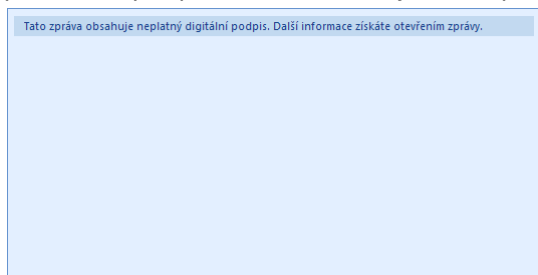 Tato zpráva obsahuje neplatný digitální podpis. Další informace získáte otevřením zprávy.